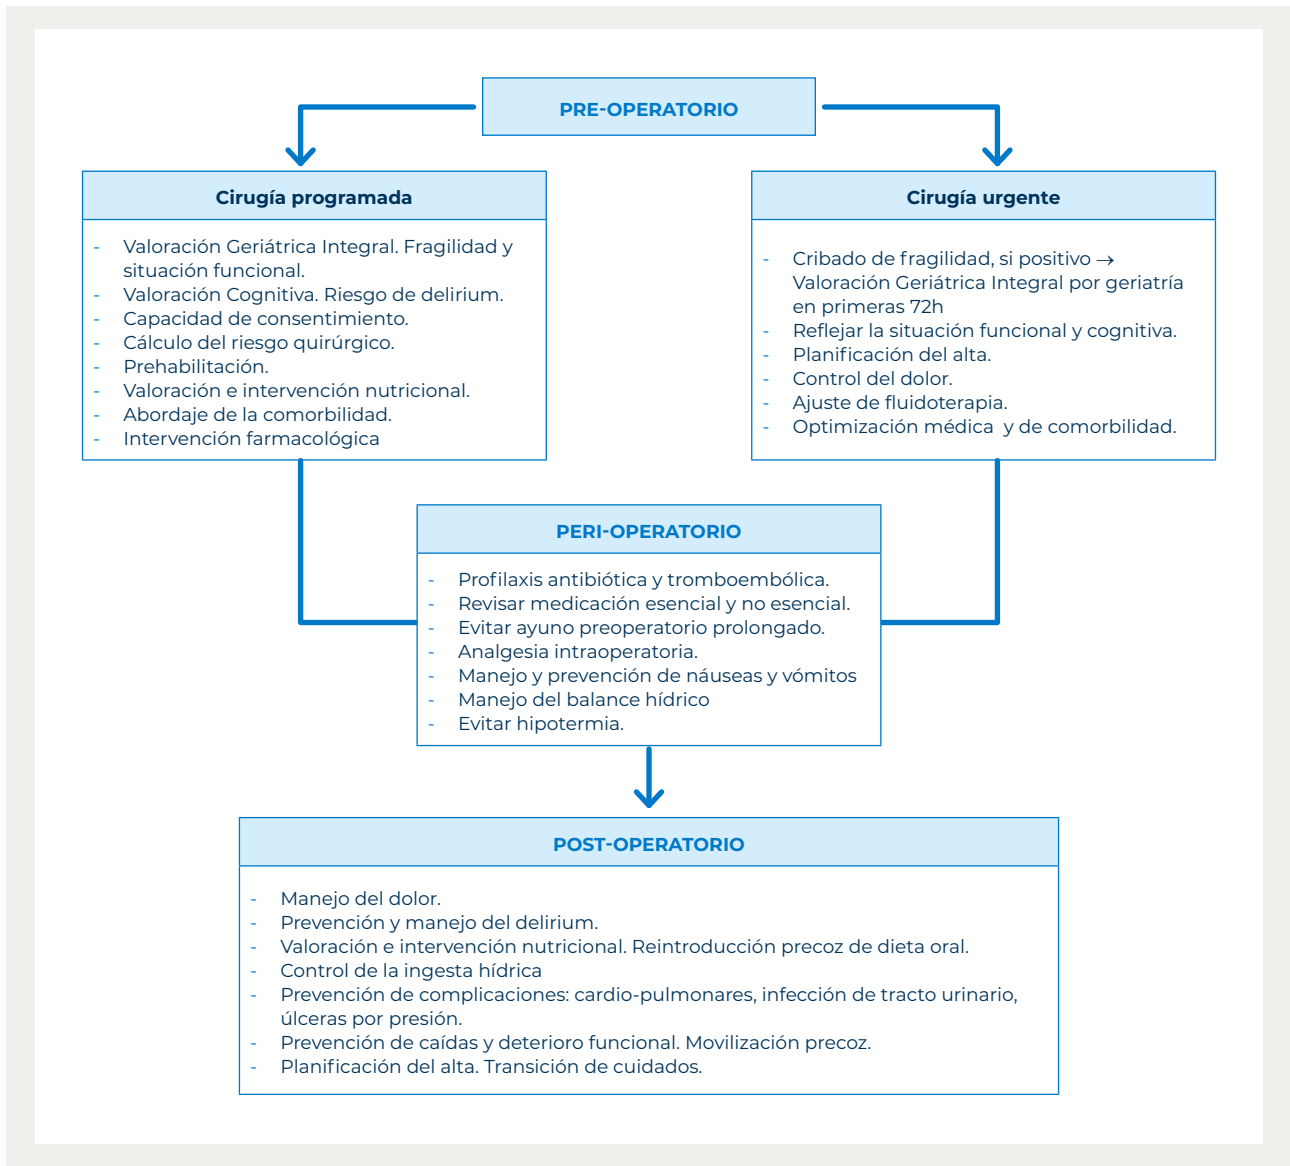 PRE-OPERATORIO
Cirugía programada
- Valoración Geriátrica Integral. Fragilidad y
situación funcional.
- Valoración Cognitiva. Riesgo de delirium.
- Capacidad de consentimiento.
- Cálculo del riesgo quirúrgico.
- Prehabilitación.
- Valoración e intervención nutricional.
- Abordaje de la comorbilidad.
- Intervención farmacológica
Cirugía urgente
- Cribado de fragilidad, si positivo →
Valoración Geriátrica Integral por geriatría
en primeras 72h
- Reflejar la situación funcional y cognitiva.
- Planificación del alta.
- Control del dolor.
- Ajuste de fluidoterapia.
- Optimización médica  y de comorbilidad.
PERI-OPERATORIO
- Profilaxis antibiótica y tromboembólica.
- Revisar medicación esencial y no esencial.
- Evitar ayuno preoperatorio prolongado.
- Analgesia intraoperatoria.
- Manejo y prevención de náuseas y vómitos
- Manejo del balance hídrico
- Evitar hipotermia.
POST-OPERATORIO
- Manejo del dolor.
- Prevención y manejo del delirium.
- Valoración e intervención nutricional. Reintroducción precoz de dieta oral.
- Control de la ingesta hídrica
- Prevención de complicaciones: cardio-pulmonares, infección de tracto urinario,
úlceras por presión.
- Prevención de caídas y deterioro funcional. Movilización precoz.
- Planificación del alta. Transición de cuidados.